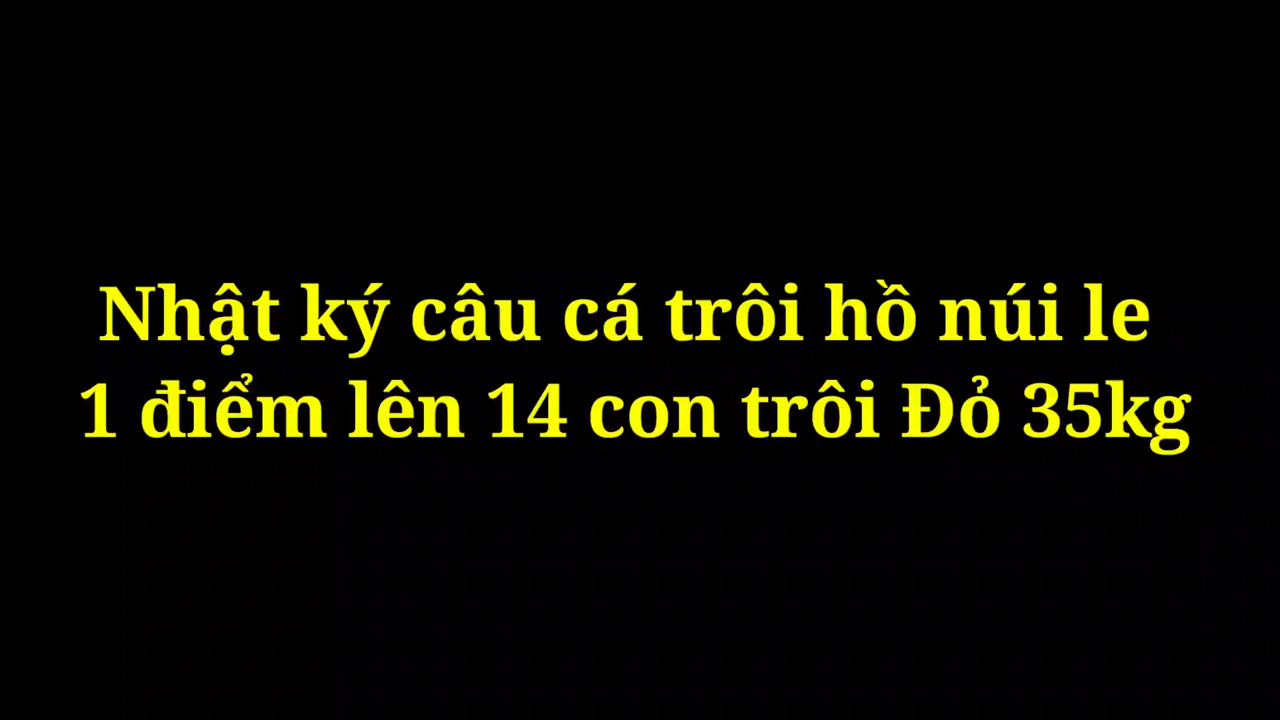 Nhật ký câu cá trôi hồ núi le
1 điểm lên 14 con trôi Đỏ 35kg